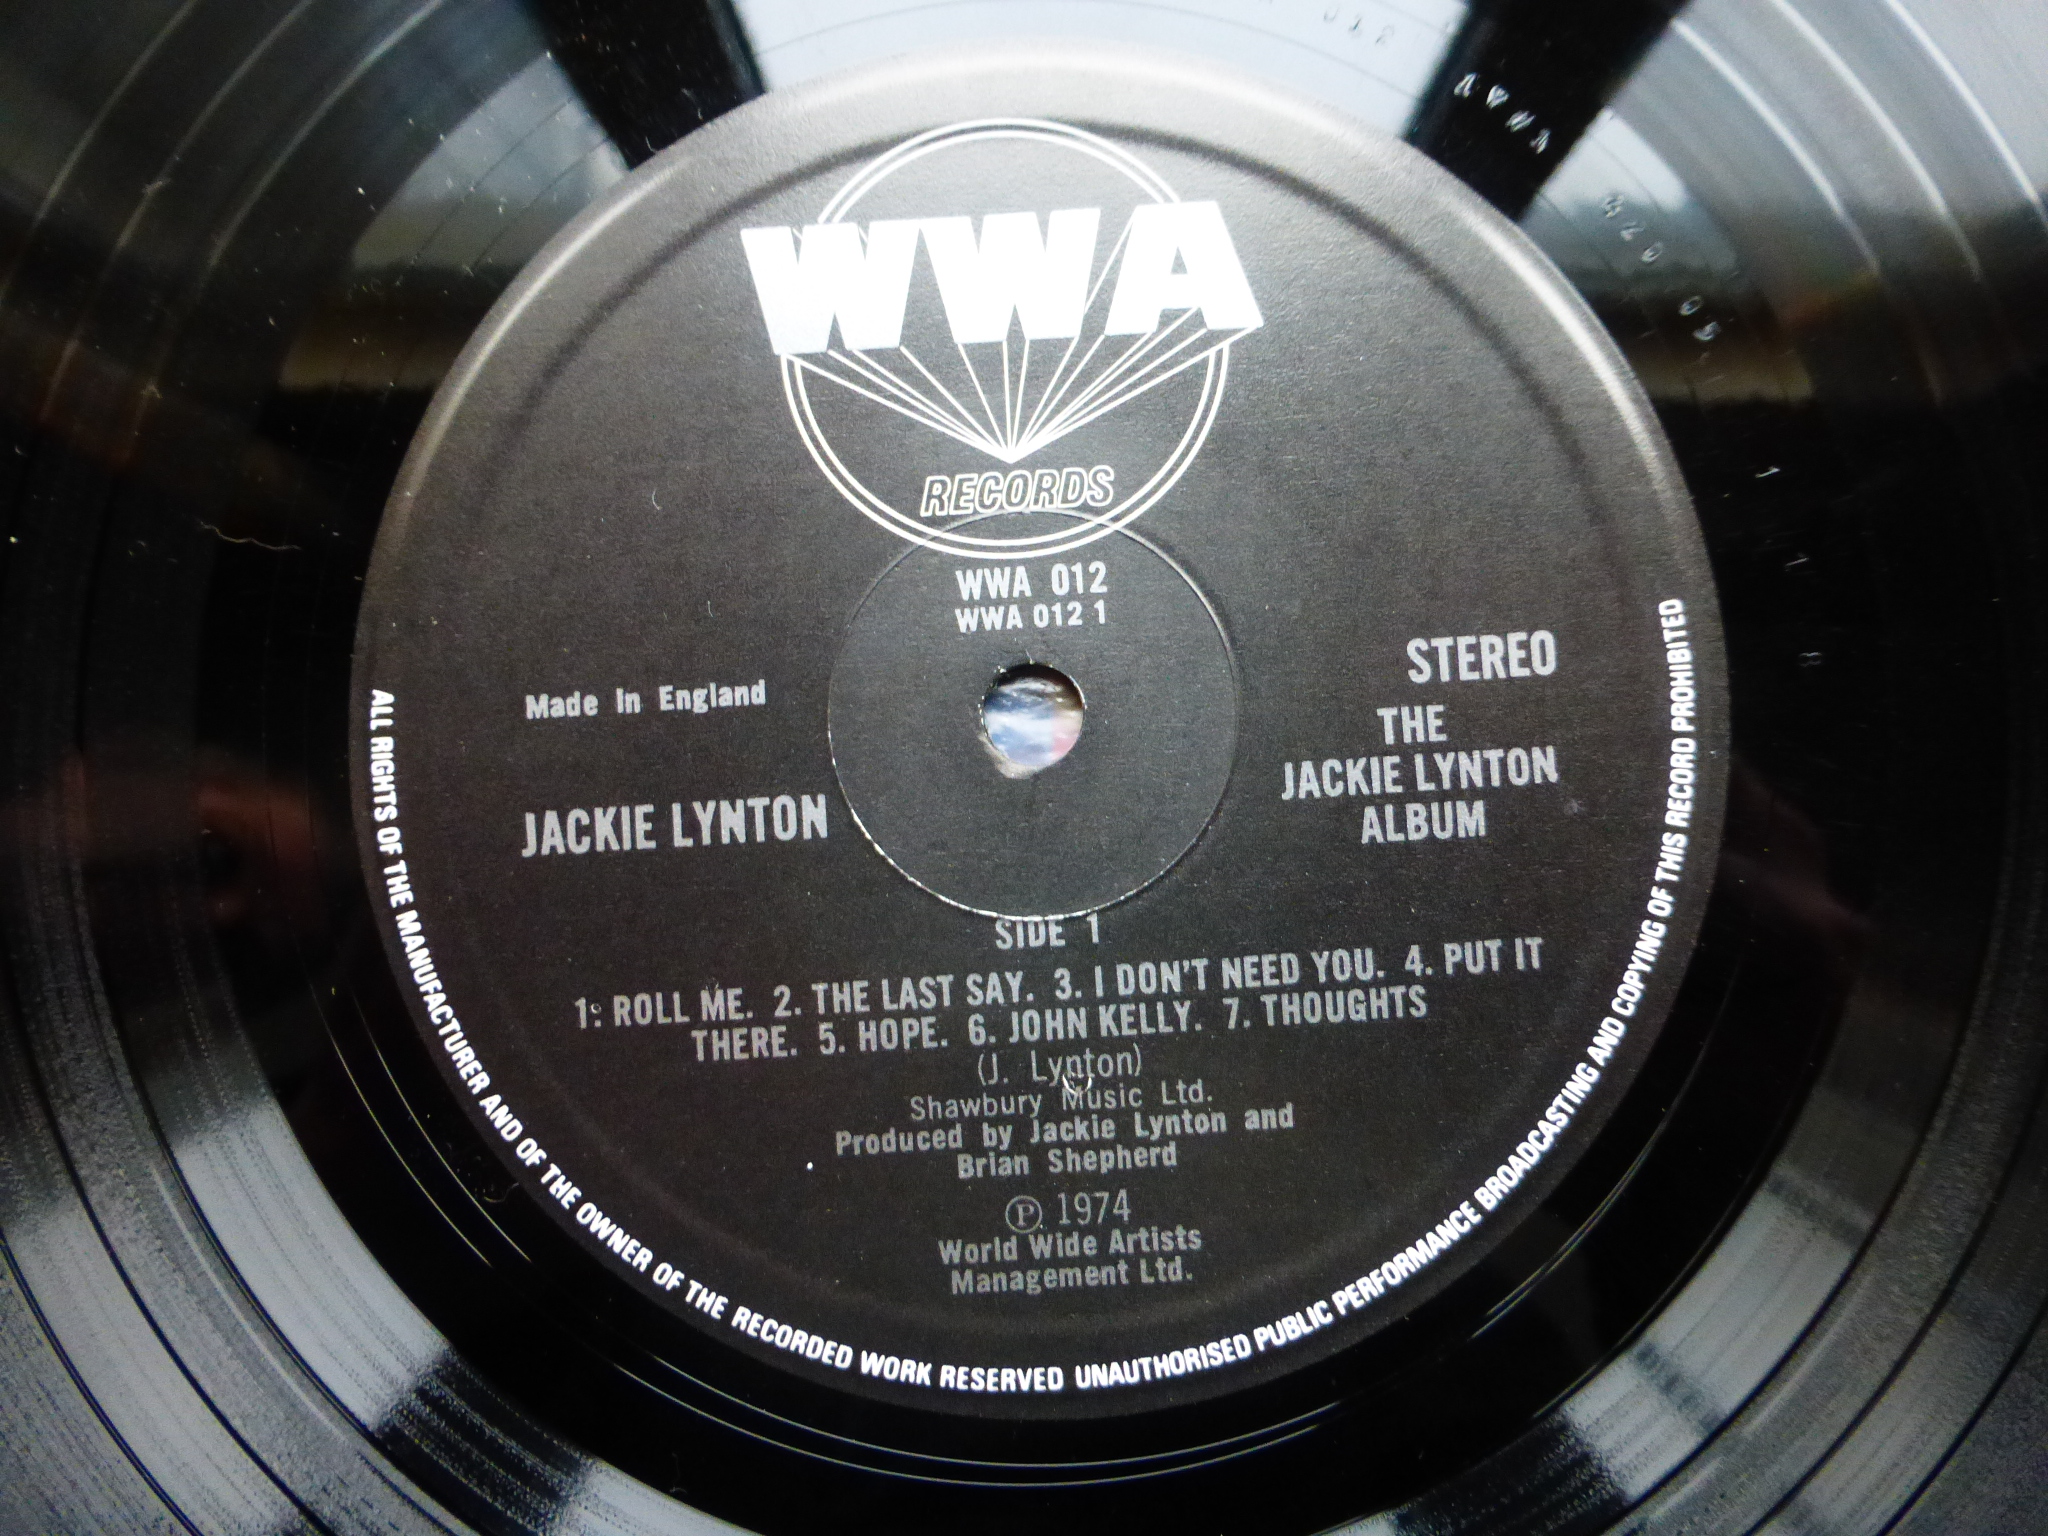 WWA
RECORDS
WWA 012
WWA 012 1
Made In England
STEREO
THE
JACKIE LYNTON
ALBUM
JACKIE LYNTON
SIDE 1
1: ROLL ME. 2. THE LAST SAY. 3. I DON'T NEED YOU. 4. PUT IT
THERE. 5. HOPE. 6. JOHN KELLY. 7. THOUGHTS
(J. Lynton)
Shawbury Music Ltd.
Produced by Jackie Lynton and
Brian Shepherd
Ⓟ 1974
World Wide Artists
Management Ltd.
ALL RIGHTS OF THE MANUFACTURER AND OF THE OWNER OF THE RECORDED WORK RESERVED UNAUTHORISED PUBLIC PERFORMANCE BROADCASTING AND COPYING OF THIS RECORD PROHIBITED